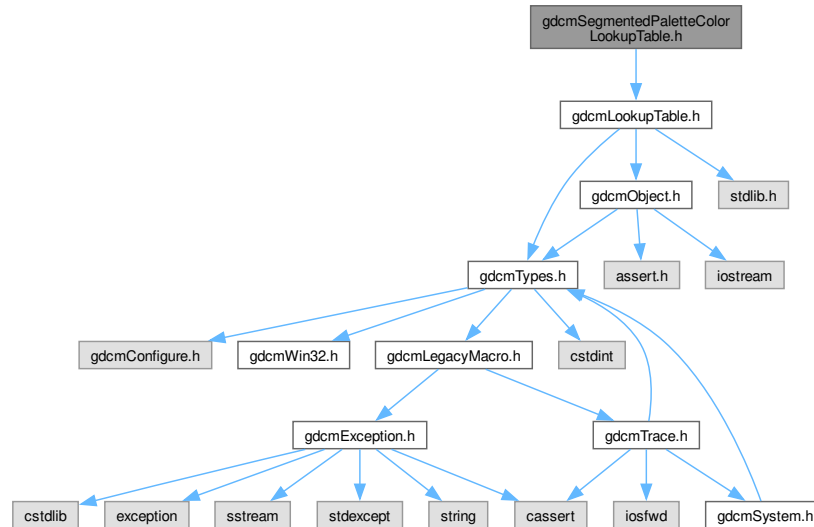 gdcmSegmentedPaletteColor
LookupTable.h
gdcmLookupTable.h
gdcmObject.h
stdlib.h
gdcmTypes.h
assert.h
iostream
gdcmConfigure.h
gdcmWin32.h
gdcmLegacyMacro.h
cstdint
gdcmException.h
gdcmTrace.h
cstdlib
exception
sstream
stdexcept
string
cassert
iosfwd
gdcmSystem.h